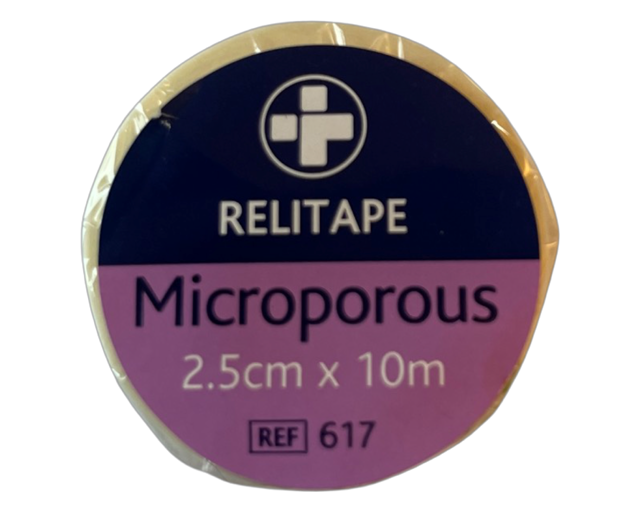 RELITAPE
Microporous
2.5cm x 10m
REF 617